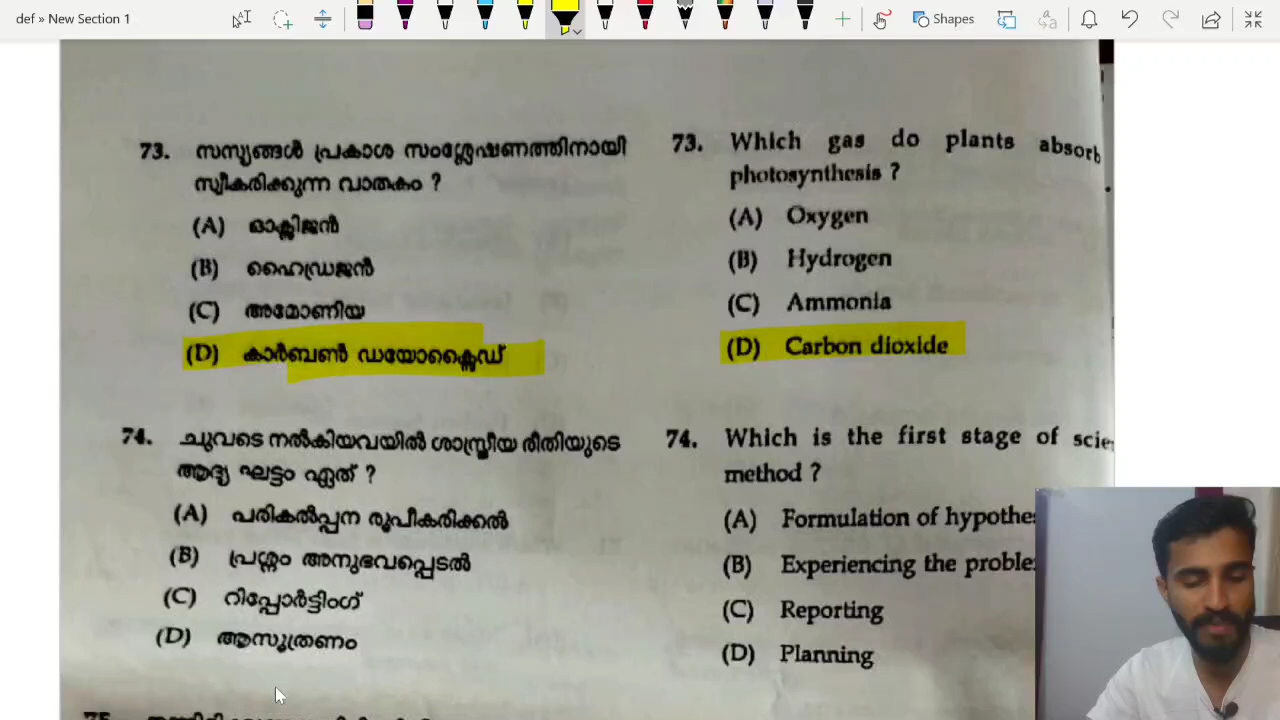 def » New Section 1
Shapes
73. സസ്യങ്ങൾ പ്രകാശ സംശ്ലേഷണത്തിനായി
സ്വീകരിക്കുന്ന വാതകം ?
(A) ഓക്സിജൻ
(B) ഹൈഡ്രജൻ
(C) അമോണിയ
(D) കാർബൺ ഡയോക്സൈഡ്
74. ചുവടെ നൽകിയവയിൽ ശാസ്ത്രീയ രീതിയുടെ
ആദ്യ ഘട്ടം ഏത് ?
(A) പരികൽപ്പന രൂപീകരിക്കൽ
(B) പ്രശ്നം അനുഭവപ്പെടൽ
(C) റിപ്പോർട്ടിംഗ്
(D) ആസൂത്രണം
75.
73. Which gas do plants absorb
photosynthesis ?
(A) Oxygen
(B) Hydrogen
(C) Ammonia
(D) Carbon dioxide
74. Which is the first stage of scie
method ?
(A) Formulation of hypothe
(B) Experiencing the proble
(C) Reporting
(D) Planning